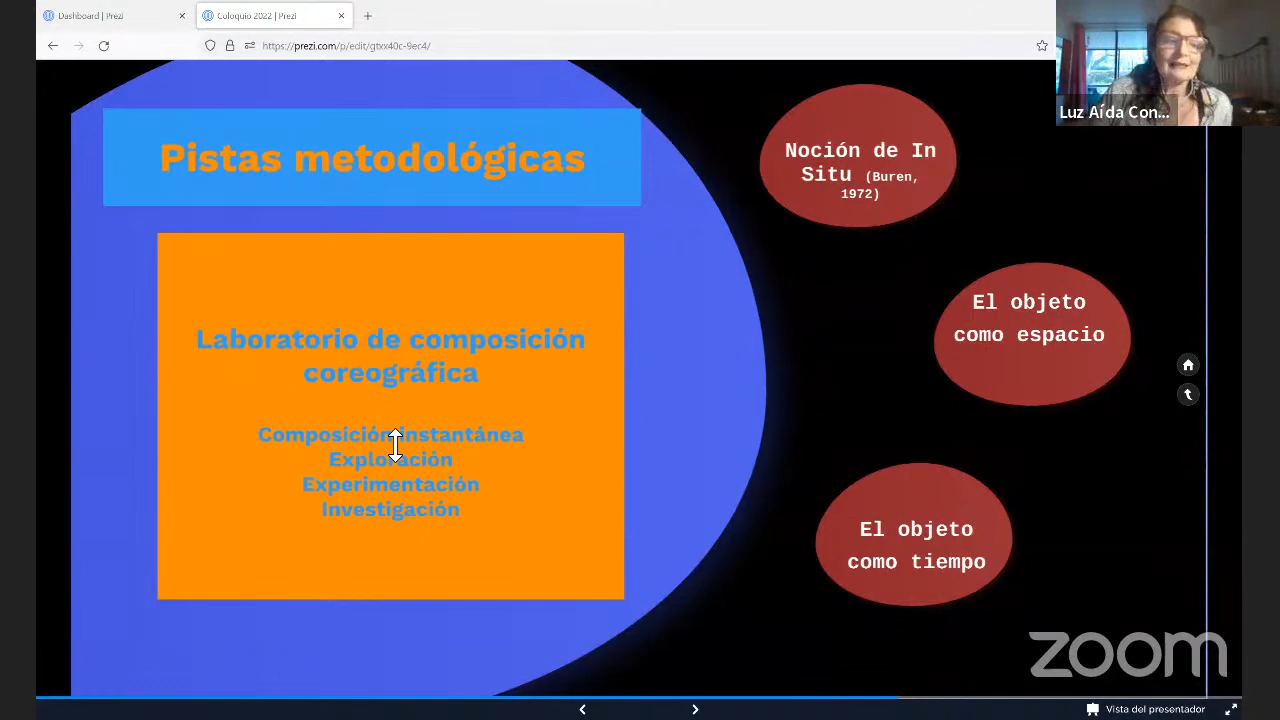 Dashboard | Prezi
Coloquio 2022 | Prezi
https://prezi.com/p/edit/gtxx40c-9ec4/
Luz Aída Con...
Pistas metodológicas
Laboratorio de composición
coreográfica
Composición instantánea
Exploración
Experimentación
Investigación
Noción de In
Situ (Buren,
1972)
El objeto
como espacio
El objeto
como tiempo
zoom
Vista del presentador